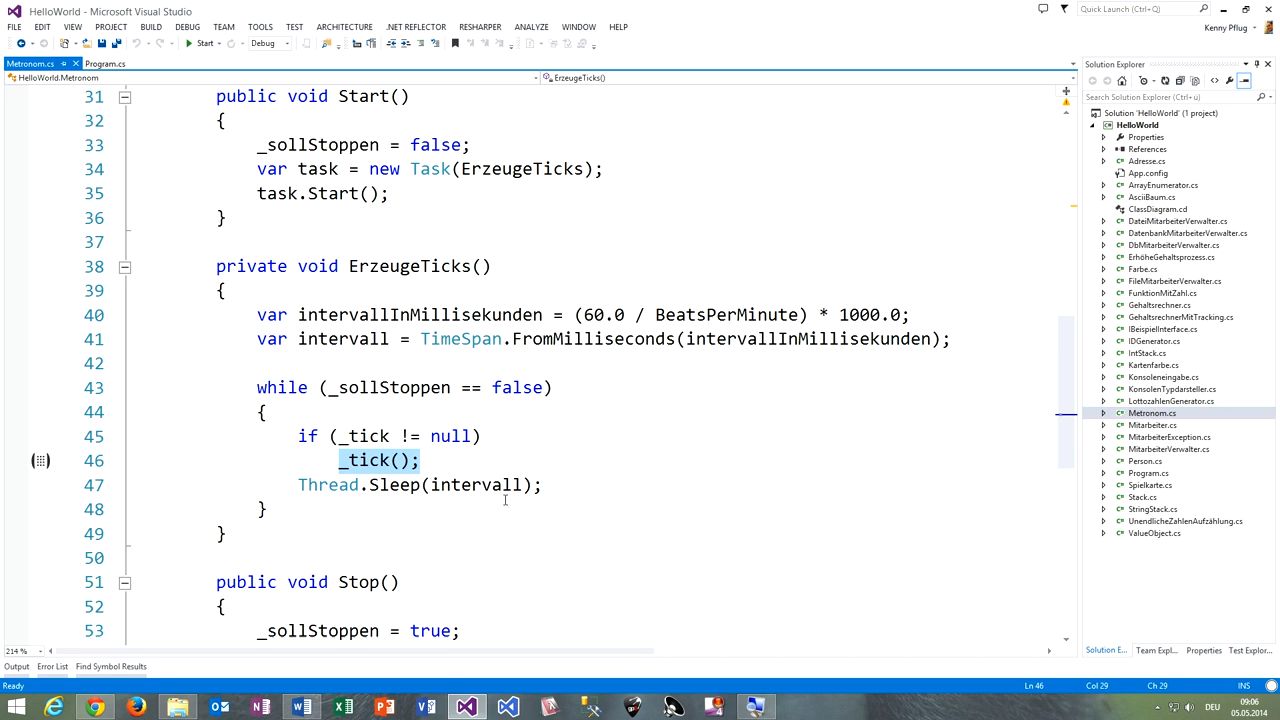 HelloWorld - Microsoft Visual Studio
Quick Launch (Ctrl+Q)
FILE EDIT VIEW PROJECT BUILD DEBUG TEAM TOOLS TEST ARCHITECTURE .NET REFLECTOR RESHARPER ANALYZE WINDOW HELP
Kenny Pflug
Start Debug
Metronom.cs Program.cs
HelloWorld.Metronom ErzeugeTicks()
31 public void Start()
32 {
33 _sollStoppen = false;
34 var task = new Task(ErzeugeTicks);
35 task.Start();
36 }
37
38 private void ErzeugeTicks()
39 {
40 var intervallInMillisekunden = (60.0 / BeatsPerMinute) * 1000.0;
41 var intervall = TimeSpan.FromMilliseconds(intervallInMillisekunden);
42
43 while (_sollStoppen == false)
44 {
45 if (_tick != null)
46 _tick();
47 Thread.Sleep(intervall);
48 }
49 }
50
51 public void Stop()
52 {
53 _sollStoppen = true;
214 %
Solution Explorer
Search Solution Explorer (Ctrl+ü)
Solution 'HelloWorld' (1 project)
HelloWorld
Properties
References
Adresse.cs
App.config
ArrayEnumerator.cs
AsciiBaum.cs
ClassDiagram.cd
DateiMitarbeiterVerwalter.cs
DatenbankMitarbeiterVerwalter.cs
DbMitarbeiterVerwalter.cs
ErhöheGehaltsprozess.cs
Farbe.cs
FileMitarbeiterVerwalter.cs
FunktionMitZahl.cs
Gehaltsrechner.cs
GehaltsrechnerMitTracking.cs
IBeispielInterface.cs
IDGenerator.cs
IntStack.cs
Kartenfarbe.cs
Konsoleneingabe.cs
KonsolenTypdarsteller.cs
LottozahlenGenerator.cs
Metronom.cs
Mitarbeiter.cs
MitarbeiterException.cs
MitarbeiterVerwalter.cs
Person.cs
Program.cs
Spielkarte.cs
Stack.cs
StringStack.cs
UnendlicheZahlenAufzählung.cs
ValueObject.cs
Solution E... Team Expl... Properties Test Explor...
Output Error List Find Symbol Results
Ready Ln 46 Col 29 Ch 29 INS
DEU
09:06
05.05.2014